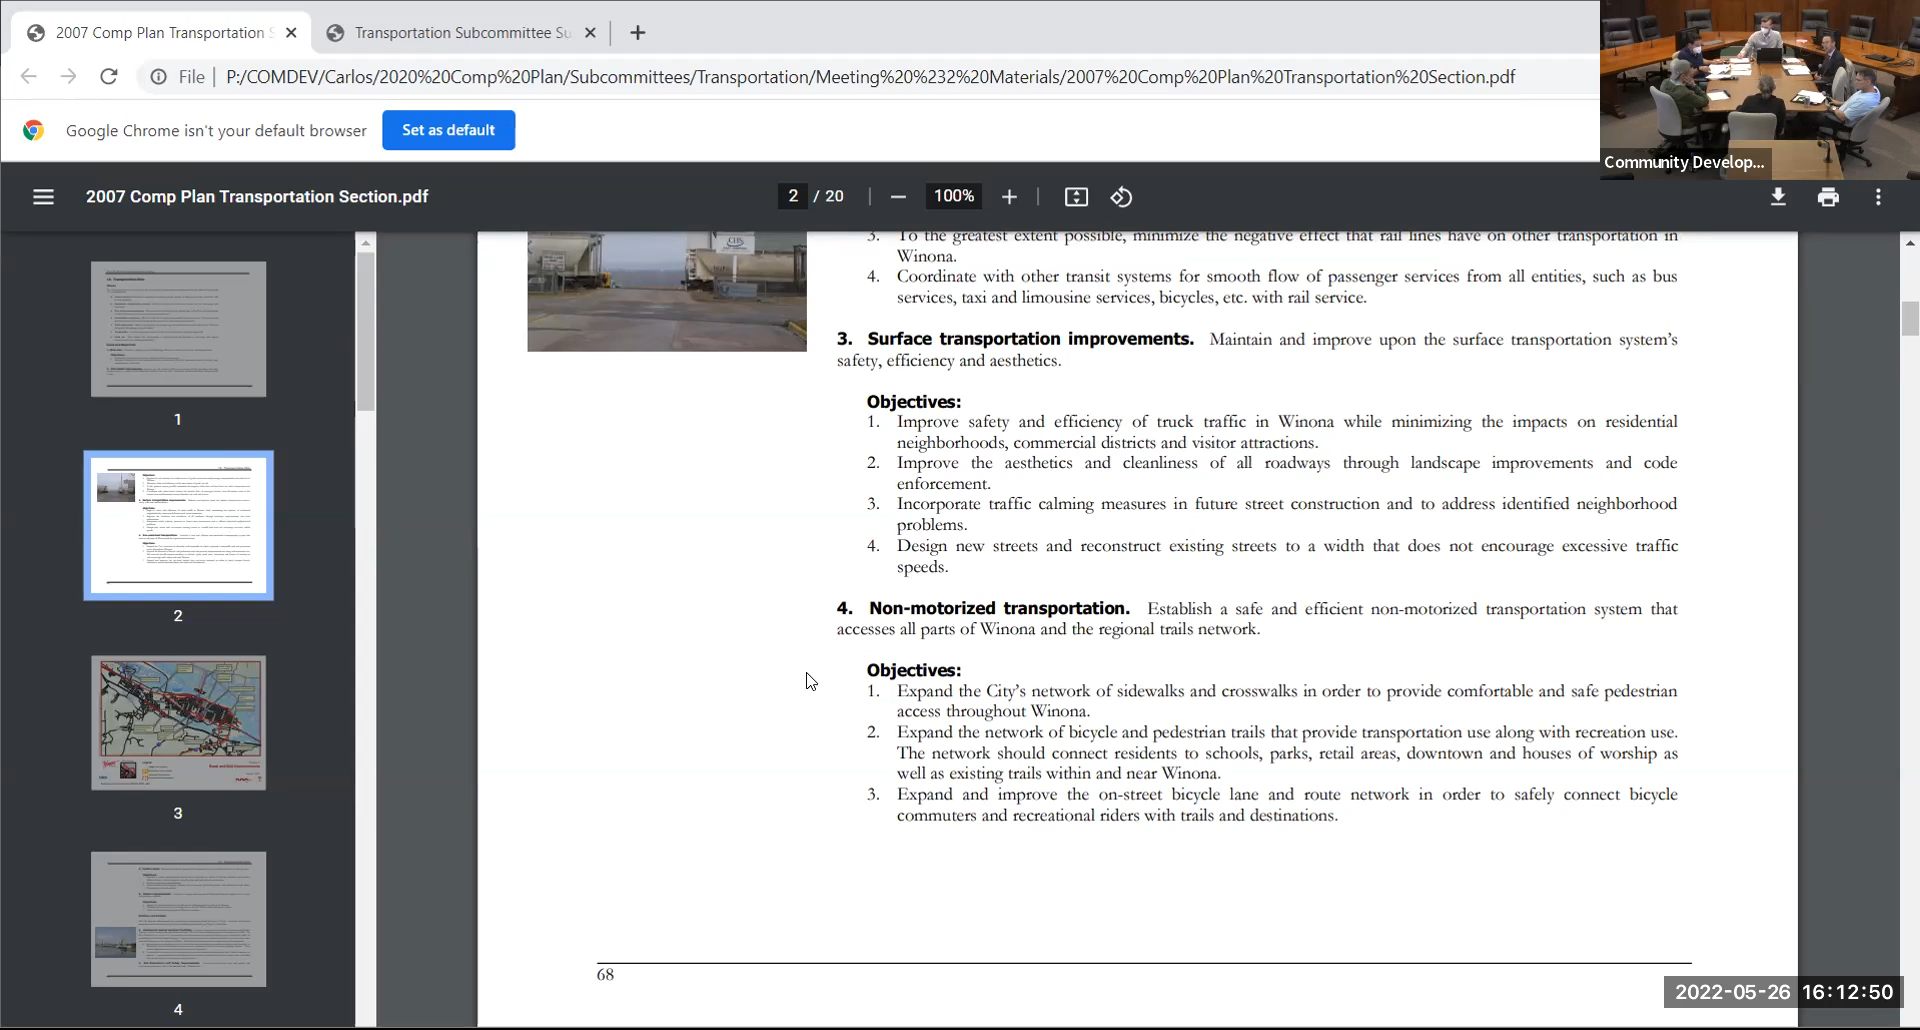 2007 Comp Plan Transportation S
Transportation Subcommittee Su
File
P:/COMDEV/Carlos/2020%20Comp%20Plan/Subcommittees/Transportation/Meeting%20%232%20Materials/2007%20Comp%20Plan%20Transportation%20Section.pdf
Google Chrome isn't your default browser
Set as default
Community Develop...
2007 Comp Plan Transportation Section.pdf
2 / 20
100%
1
2
3
4
3. To the greatest extent possible, minimize the negative effect that rail lines have on other transportation in
Winona.
4. Coordinate with other transit systems for smooth flow of passenger services from all entities, such as bus
services, taxi and limousine services, bicycles, etc. with rail service.
3. Surface transportation improvements. Maintain and improve upon the surface transportation system's
safety, efficiency and aesthetics.
Objectives:
1. Improve safety and efficiency of truck traffic in Winona while minimizing the impacts on residential
neighborhoods, commercial districts and visitor attractions.
2. Improve the aesthetics and cleanliness of all roadways through landscape improvements and code
enforcement.
3. Incorporate traffic calming measures in future street construction and to address identified neighborhood
problems.
4. Design new streets and reconstruct existing streets to a width that does not encourage excessive traffic
speeds.
4. Non-motorized transportation. Establish a safe and efficient non-motorized transportation system that
accesses all parts of Winona and the regional trails network.
Objectives:
1. Expand the City's network of sidewalks and crosswalks in order to provide comfortable and safe pedestrian
access throughout Winona.
2. Expand the network of bicycle and pedestrian trails that provide transportation use along with recreation use.
The network should connect residents to schools, parks, retail areas, downtown and houses of worship as
well as existing trails within and near Winona.
3. Expand and improve the on-street bicycle lane and route network in order to safely connect bicycle
commuters and recreational riders with trails and destinations.
68
2022-05-26 16:12:50